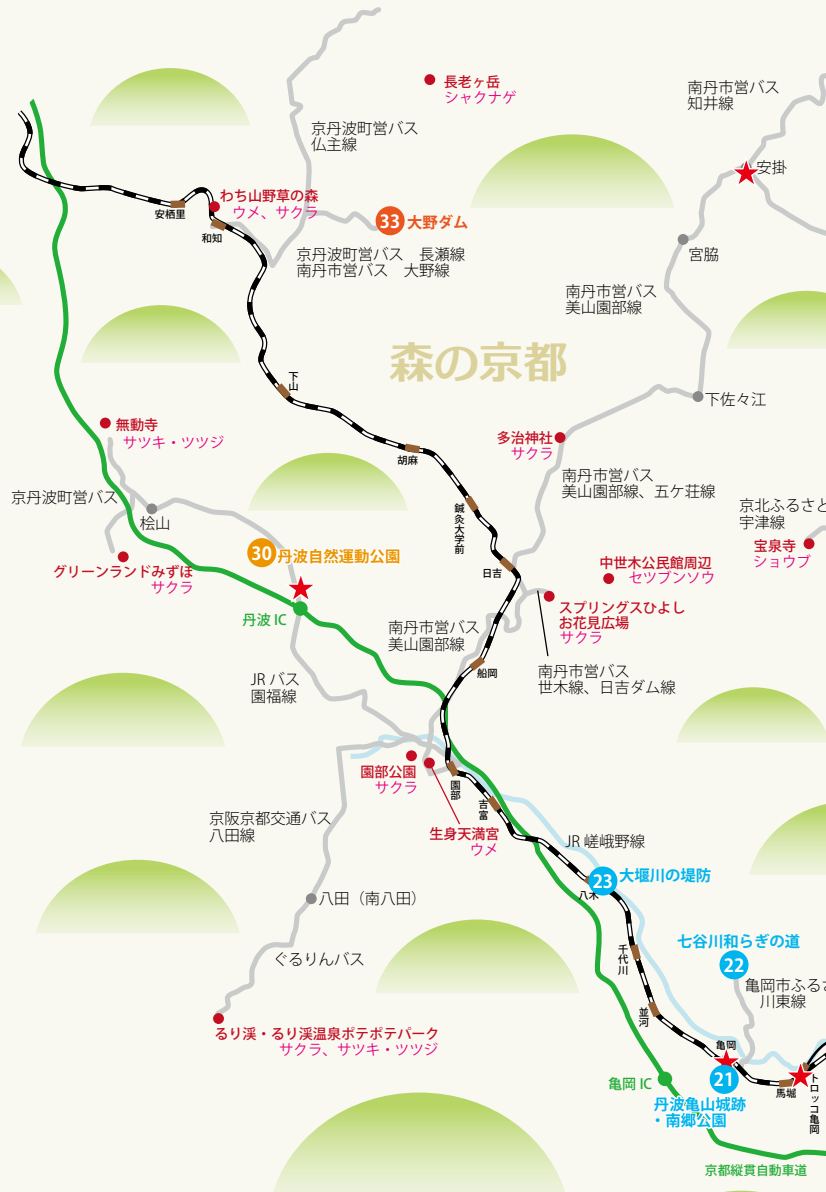 長老ヶ岳
シャクナゲ
南丹市営バス
知井線
京丹波町営バス
仏主線
安掛
わち山野草の森
ウメ、サクラ
安栖里
和知
33 大野ダム
京丹波町営バス　長瀬線
南丹市営バス　大野線
宮脇
南丹市営バス
美山園部線
森の京都
下山
下佐々江
無動寺
サツキ・ツツジ
多治神社
サクラ
胡麻
南丹市営バス
美山園部線、五ケ荘線
京丹波町営バス
桧山
鍼灸大学前
京北ふるさと
宇津線
宝泉寺
ショウブ
30 丹波自然運動公園
グリーンランドみずほ
サクラ
日吉
中世木公民館周辺
セツブンソウ
スプリングスひよし
お花見広場
サクラ
丹波 IC
南丹市営バス
美山園部線
船岡
南丹市営バス
世木線、日吉ダム線
JR バス
園福線
園部公園
サクラ
園部
吉富
京阪京都交通バス
八田線
生身天満宮
ウメ
JR 嵯峨野線
23 大堰川の堤防
八木
八田（南八田）
ぐるりんバス
千代川
七谷川和らぎの道
22
亀岡市ふるさ
川東線
並河
るり渓・るり渓温泉ポテポテパーク
サクラ、サツキ・ツツジ
亀岡
21
丹波亀山城跡
・南郷公園
亀岡 IC
馬堀
トロッコ亀岡
京都縦貫自動車道